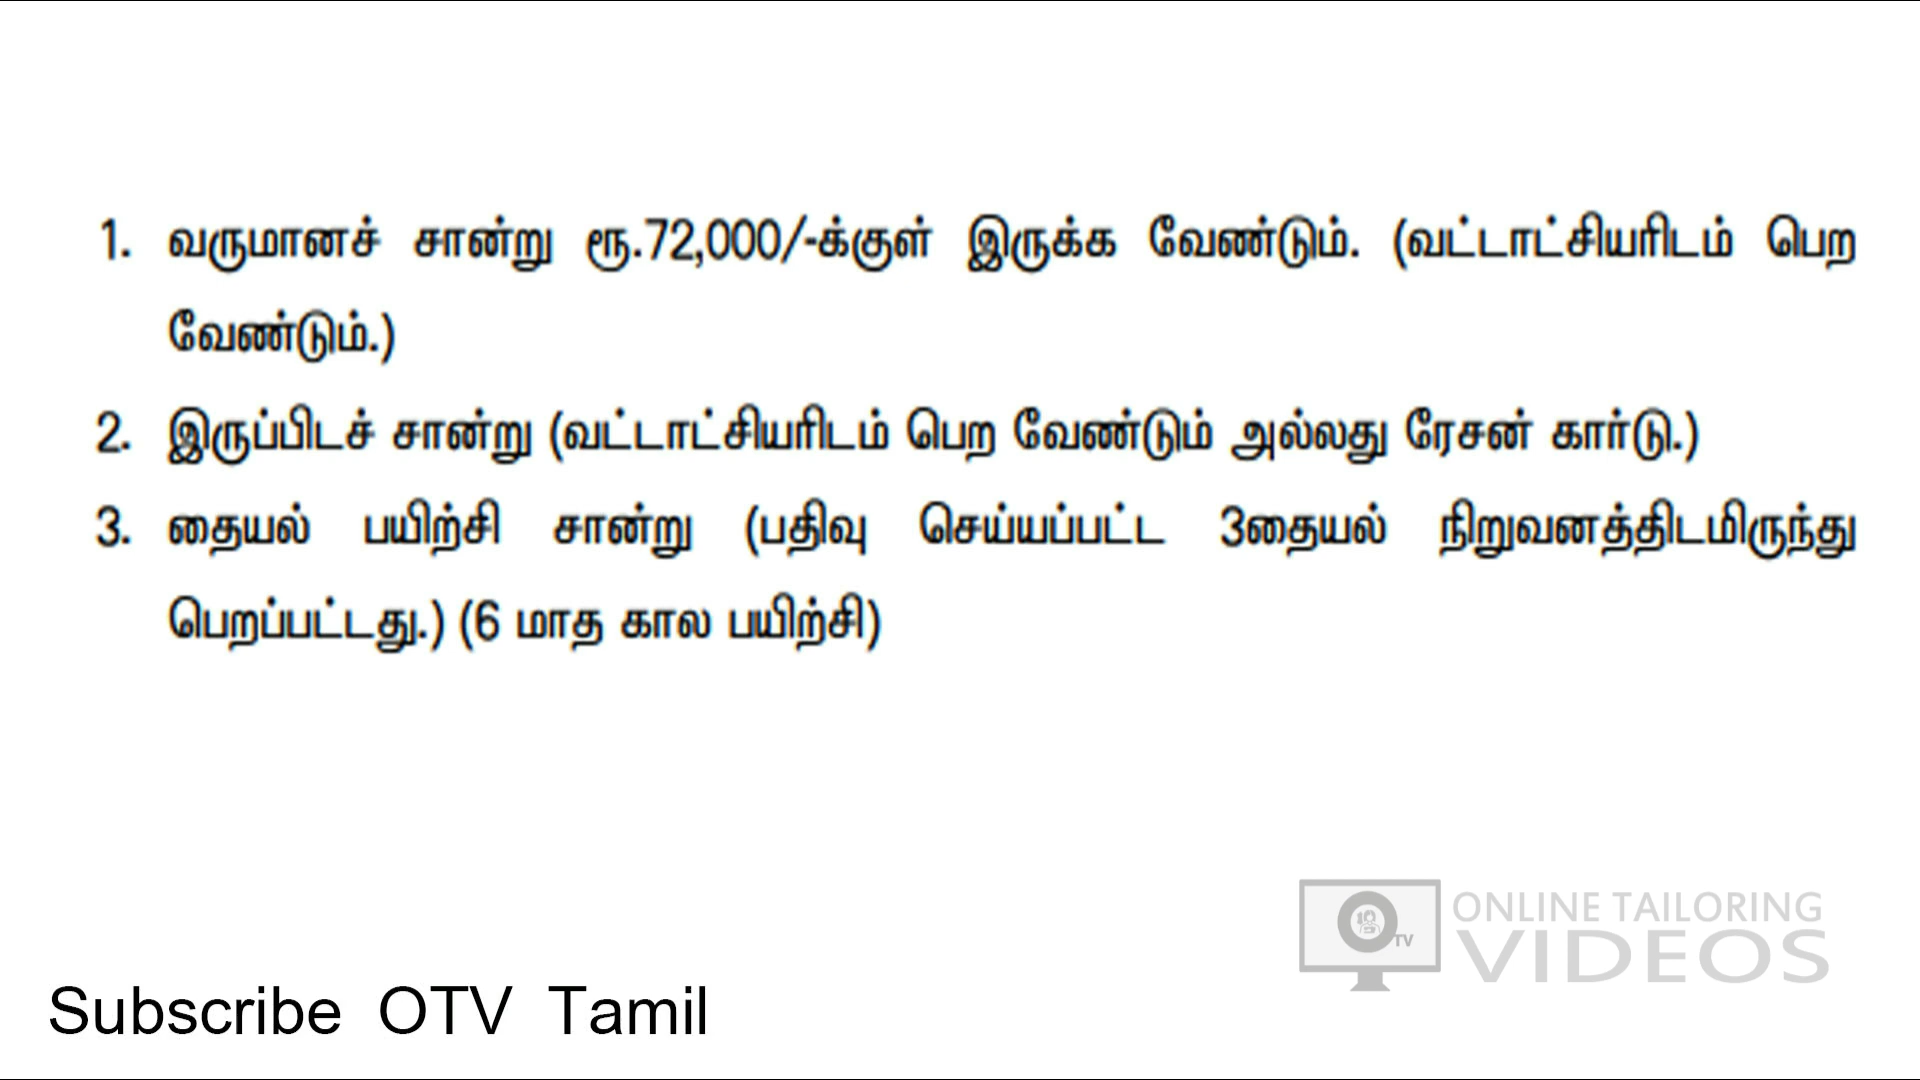 1. வருமானச் சான்று ரூ.72,000/-க்குள் இருக்க வேண்டும். (வட்டாட்சியரிடம் பெற
வேண்டும்.)
2. இருப்பிடச் சான்று (வட்டாட்சியரிடம் பெற வேண்டும் அல்லது ரேசன் கார்டு.)
3. தையல் பயிற்சி சான்று (பதிவு செய்யப்பட்ட 3தையல் நிறுவனத்திடமிருந்து
பெறப்பட்டது.) (6 மாத கால பயிற்சி)
TV
ONLINE TAILORING
VIDEOS
Subscribe OTV Tamil